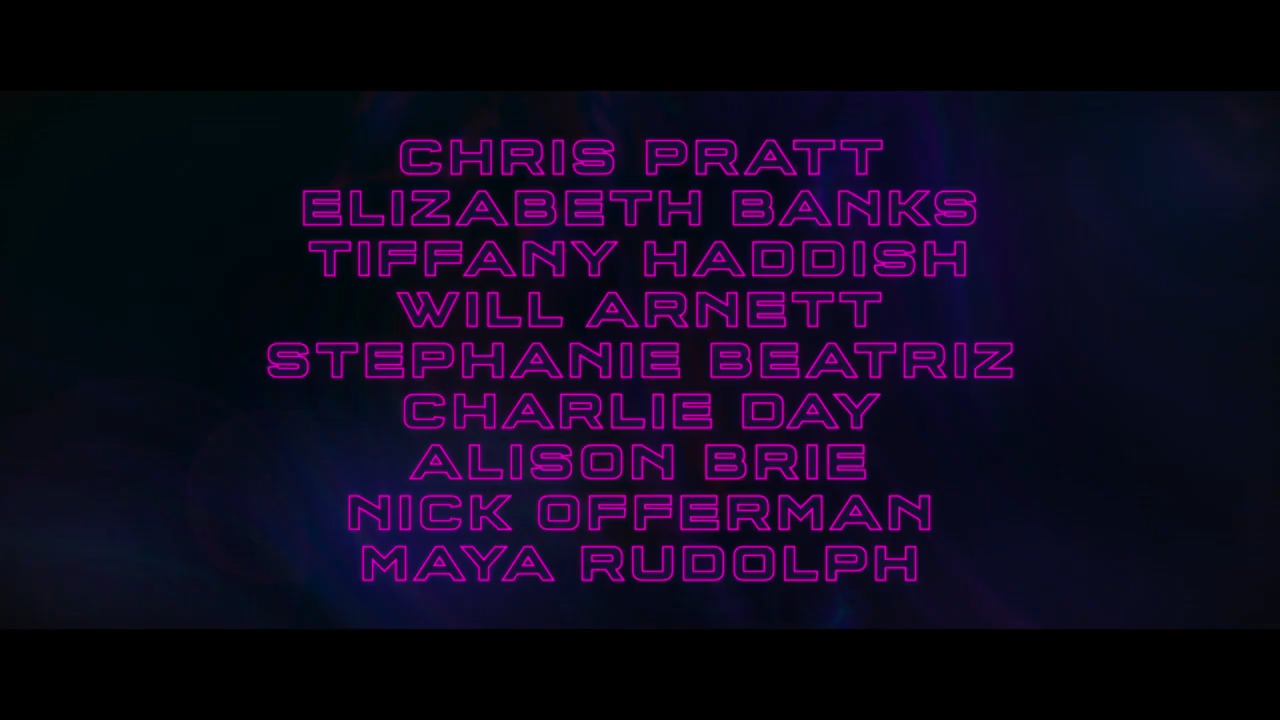 CHRIS PRATT
ELIZABETH BANKS
TIFFANY HADDISH
WILL ARNETT
STEPHANIE BEATRIZ
CHARLIE DAY
ALISON BRIE
NICK OFFERMAN
MAYA RUDOLPH